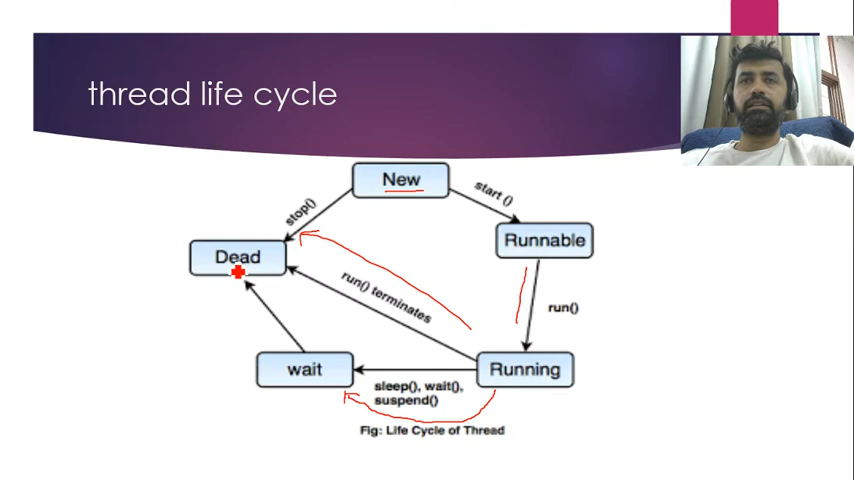 thread life cycle
New
start ()
stop()
Runnable
Dead
run() terminates
run()
wait
Running
sleep(), wait(),
suspend()
Fig: Life Cycle of Thread